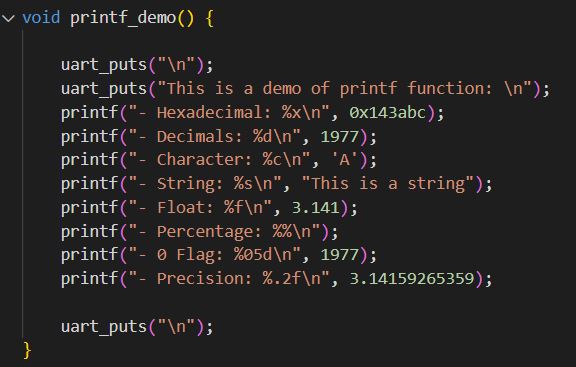 void printf_demo() {
uart_puts("\n");
uart_puts("This is a demo of printf function: \n");
printf("- Hexadecimal: %x\n", 0x143abc);
printf("- Decimals: %d\n", 1977);
printf("- Character: %c\n", 'A');
printf("- String: %s\n", "This is a string");
printf("- Float: %f\n", 3.141);
printf("- Percentage: %%\n");
printf("- 0 Flag: %05d\n", 1977);
printf("- Precision: %.2f\n", 3.14159265359);
uart_puts("\n");
}